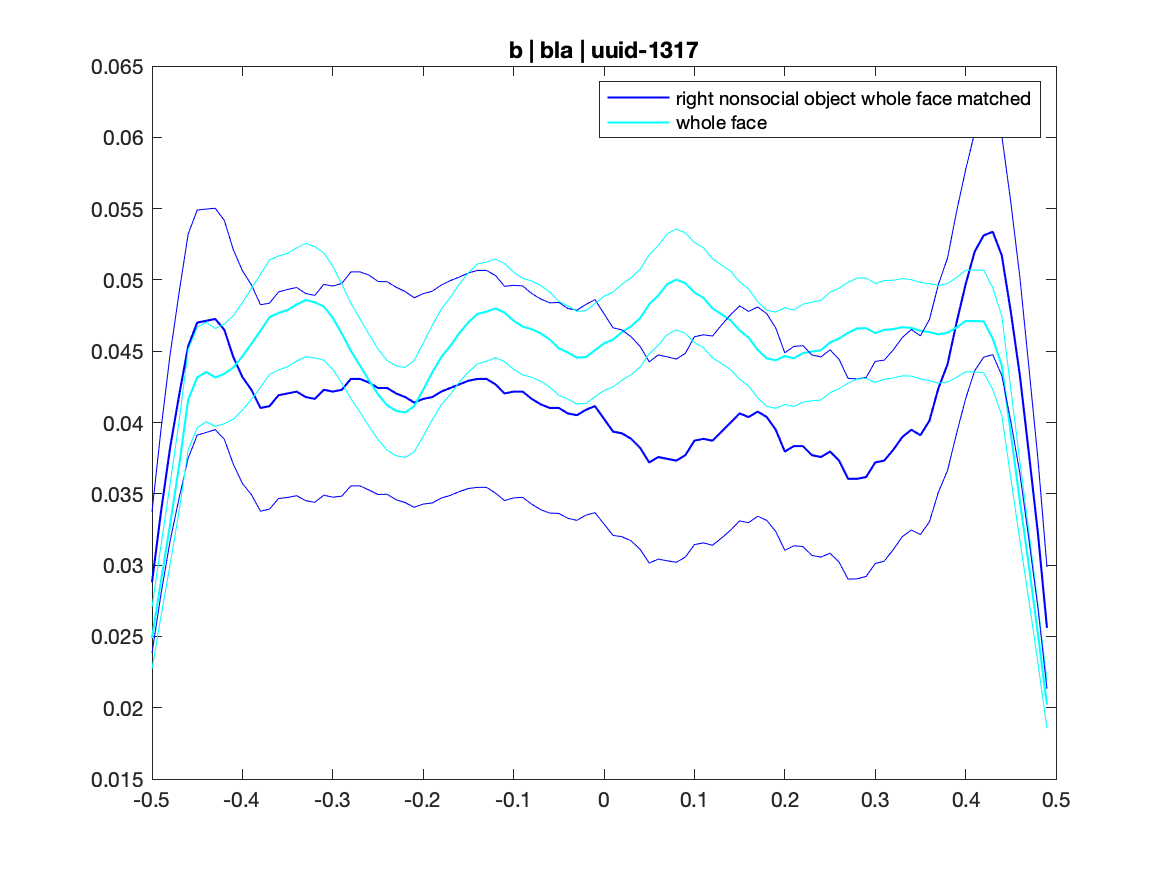 b | bla | uuid-1317
right nonsocial object whole face matched
whole face
0.065
0.06
0.055
0.05
0.045
0.04
0.035
0.03
0.025
0.02
0.015
-0.5 -0.4 -0.3 -0.2 -0.1 0 0.1 0.2 0.3 0.4 0.5